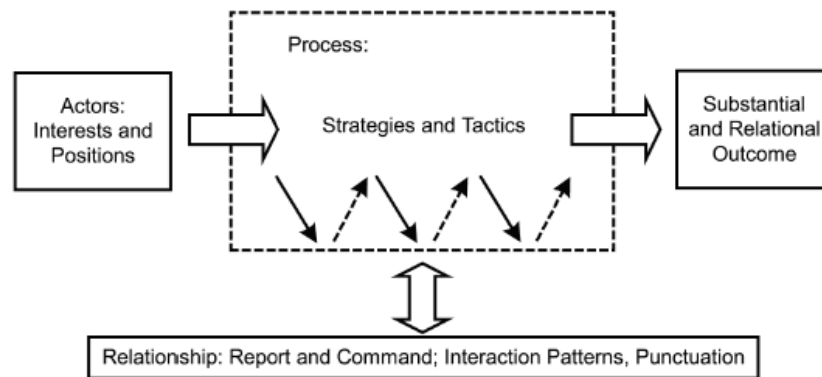 Process:
Actors:
Interests and
Positions
Strategies and Tactics
Substantial
and Relational
Outcome
Relationship: Report and Command; Interaction Patterns, Punctuation